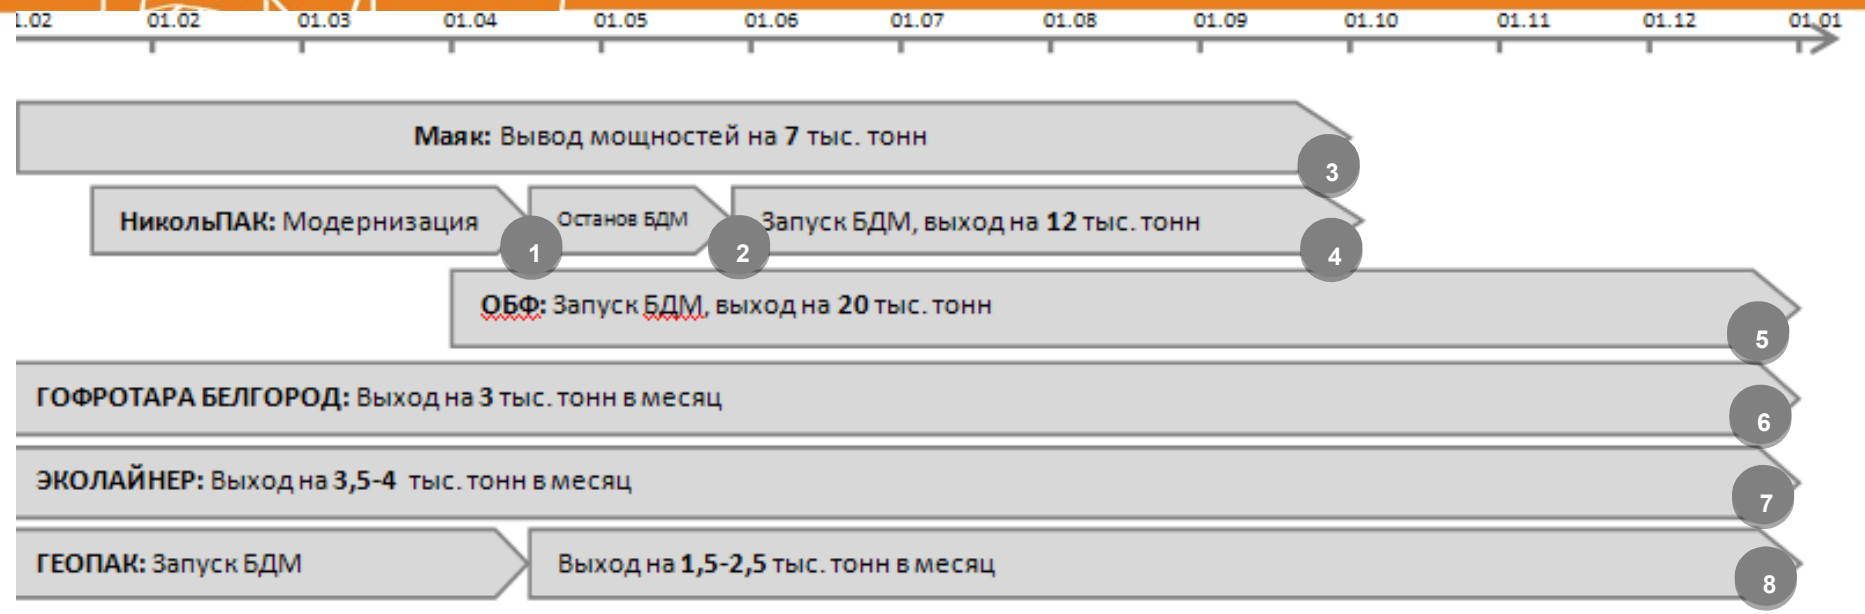 1.02 01.02 01.03 01.04 01.05 01.06 01.07 01.08 01.09 01.10 01.11 01.12 01.01
Маяк: Вывод мощностей на 7 тыс. тонн
3
НикольПАК: Модернизация
1
Останов БДМ
2
Запуск БДМ, выход на 12 тыс. тонн
4
ОБФ: Запуск БДМ, выход на 20 тыс. тонн
5
ГОФРОТАРА БЕЛГОРОД: Выход на 3 тыс. тонн в месяц
6
ЭКОЛАЙНЕР: Выход на 3,5-4 тыс. тонн в месяц
7
ГЕОПАК: Запуск БДМ
Выход на 1,5-2,5 тыс. тонн в месяц
8